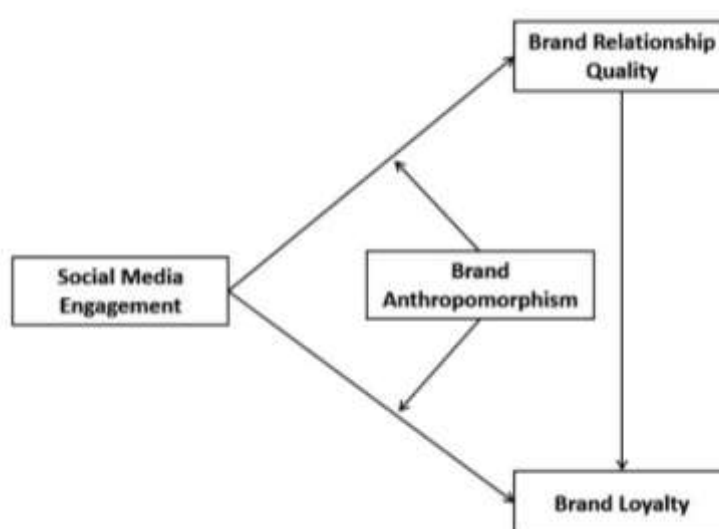 Brand Relationship
Quality
Social Media
Engagement
Brand
Anthropomorphism
Brand Loyalty